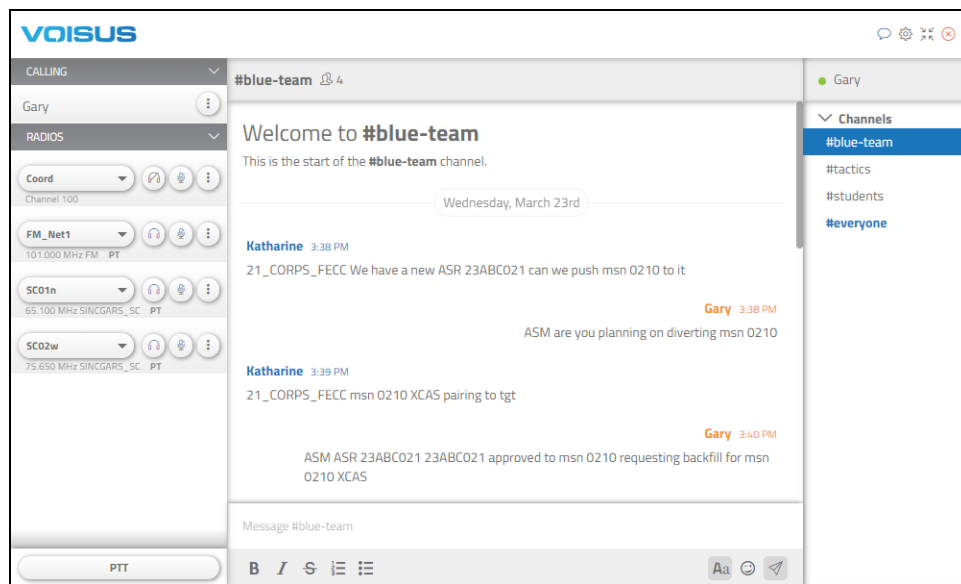 VOISUS
CALLING
Gary
RADIOS
Coord
Channel 100
FM_Net1
101.000 MHz FM PT
SC01n
65.100 MHz SINCGARS_SC PT
SC02w
75.650 MHz SINCGARS_SC PT
PTT
#blue-team 4
Welcome to #blue-team
This is the start of the #blue-team channel.
Wednesday, March 23rd
Katharine 3:38 PM
21_CORPS_FECC We have a new ASR 23ABC021 can we push msn 0210 to it
Gary 3:38 PM
ASM are you planning on diverting msn 0210
Katharine 3:39 PM
21_CORPS_FECC msn 0210 XCAS pairing to tgt
Gary 3:40 PM
ASM ASR 23ABC021 23ABC021 approved to msn 0210 requesting backfill for msn
0210 XCAS
Message #blue-team
B I S Aa
Gary
Channels
#blue-team
#tactics
#students
#everyone